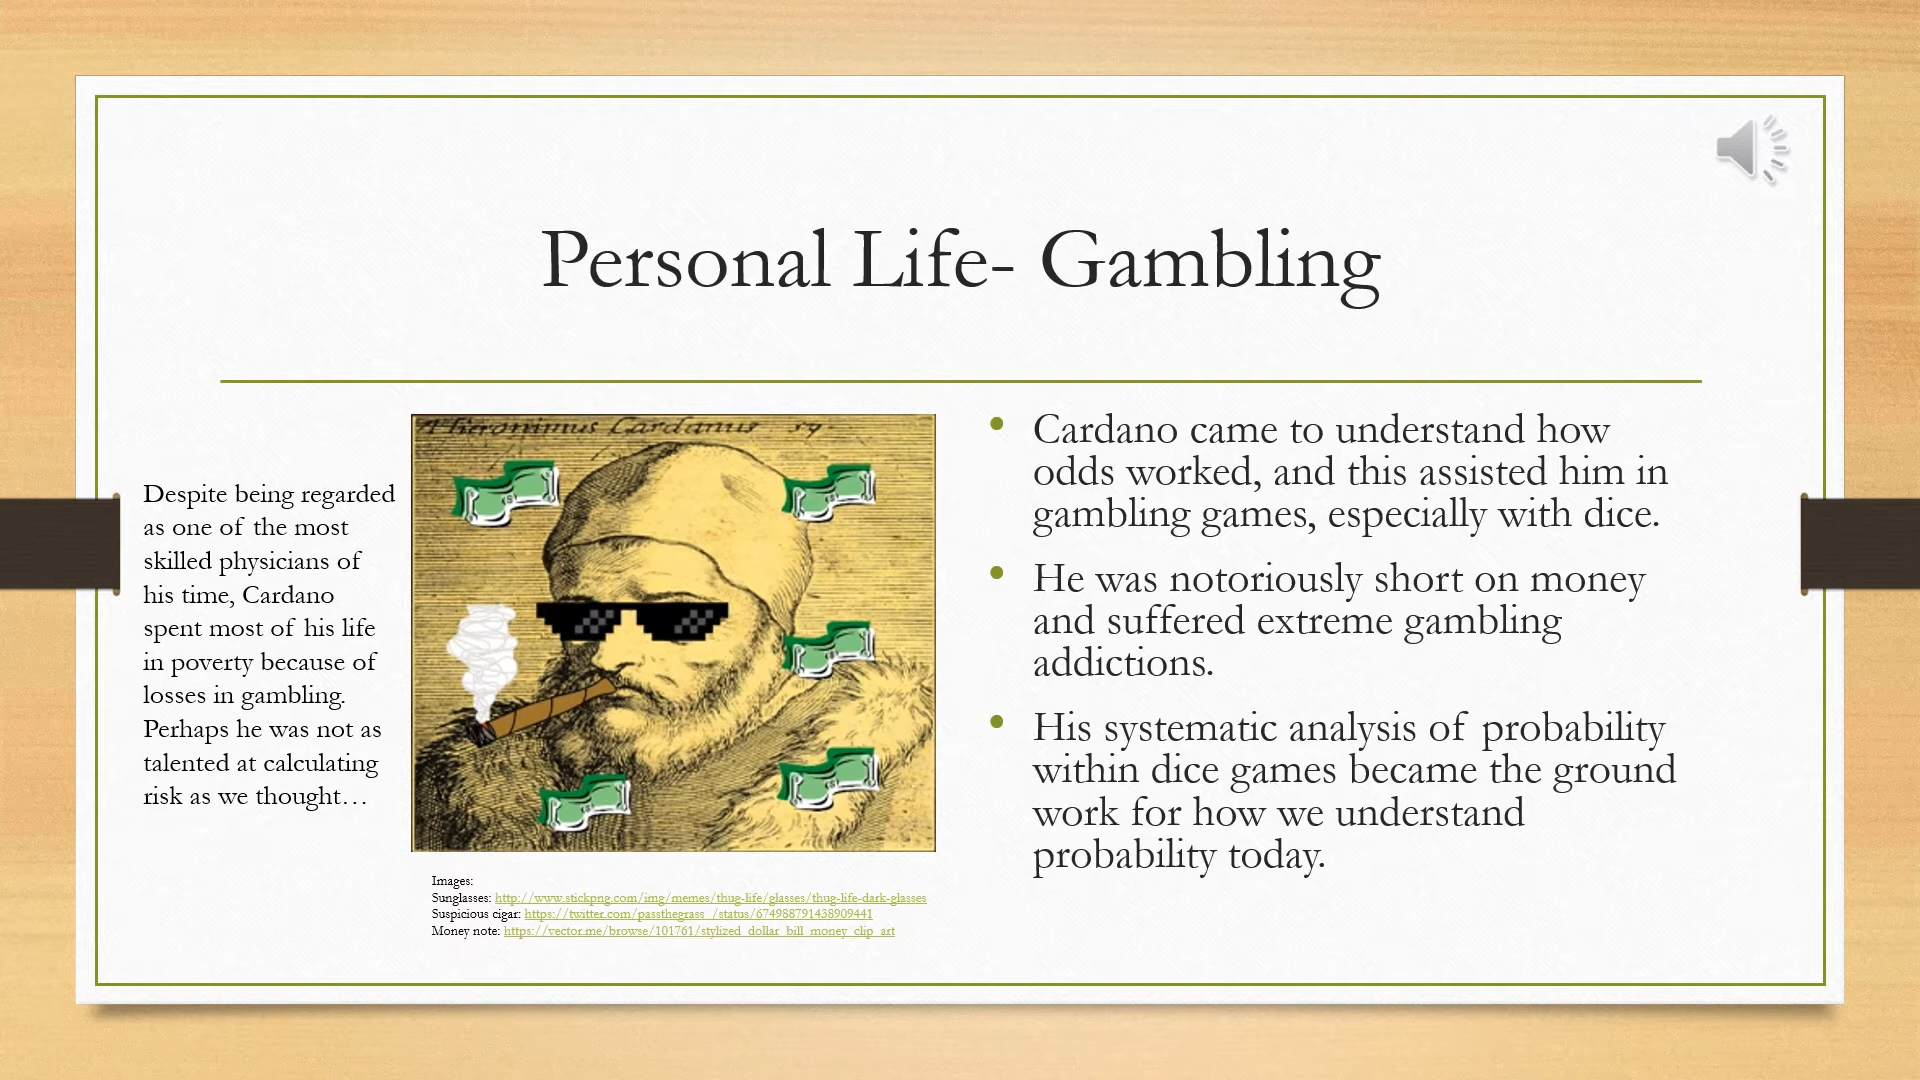 Personal Life- Gambling
Despite being regarded
as one of the most
skilled physicians of
his time, Cardano
spent most of his life
in poverty because of
losses in gambling.
Perhaps he was not as
talented at calculating
risk as we thought…
Hieronimus Cardanus
Images:
Sunglasses: http://www.stickpng.com/img/memes/thug-life/glasses/thug-life-dark-glasses
Suspicious cigar: https://twitter.com/passthegrass_/status/674988791438909441
Money note: https://vector.me/browse/101761/stylized_dollar_bill_money_clip_art
• Cardano came to understand how
odds worked, and this assisted him in
gambling games, especially with dice.
• He was notoriously short on money
and suffered extreme gambling
addictions.
• His systematic analysis of probability
within dice games became the ground
work for how we understand
probability today.